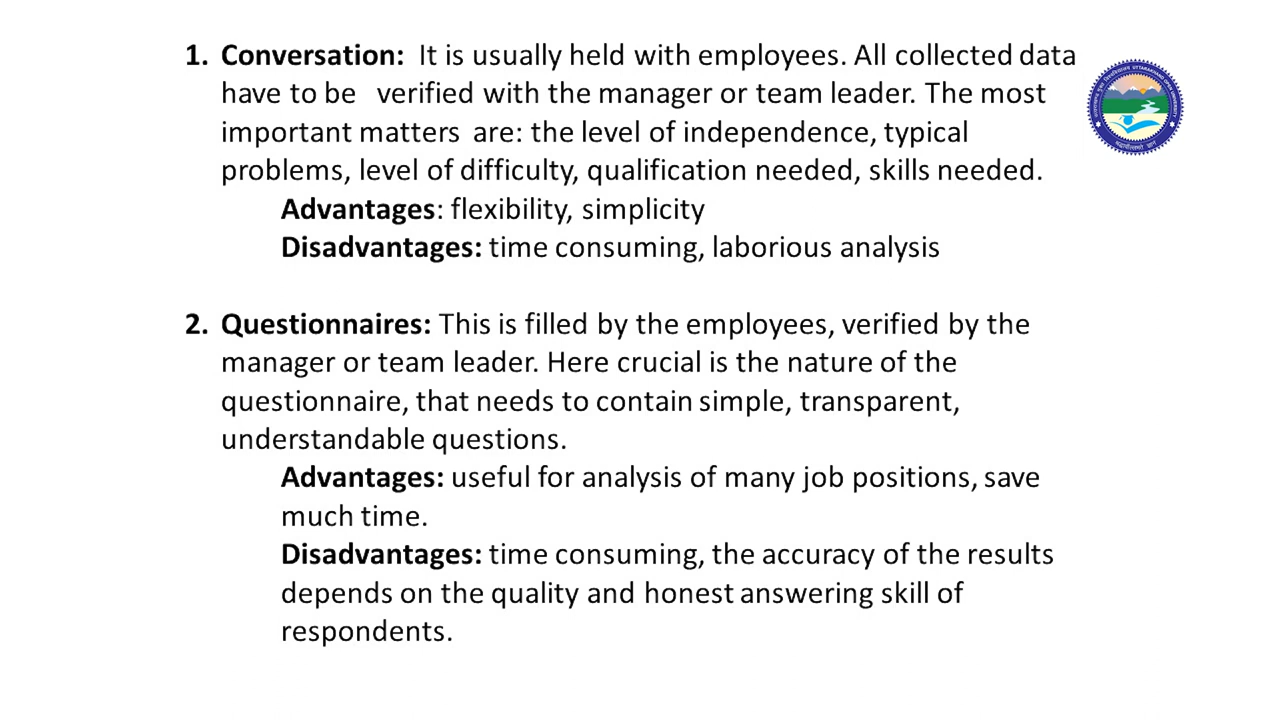 1. Conversation: It is usually held with employees. All collected data
have to be verified with the manager or team leader. The most
important matters are: the level of independence, typical
problems, level of difficulty, qualification needed, skills needed.
Advantages: flexibility, simplicity
Disadvantages: time consuming, laborious analysis
2. Questionnaires: This is filled by the employees, verified by the
manager or team leader. Here crucial is the nature of the
questionnaire, that needs to contain simple, transparent,
understandable questions.
Advantages: useful for analysis of many job positions, save
much time.
Disadvantages: time consuming, the accuracy of the results
depends on the quality and honest answering skill of
respondents.